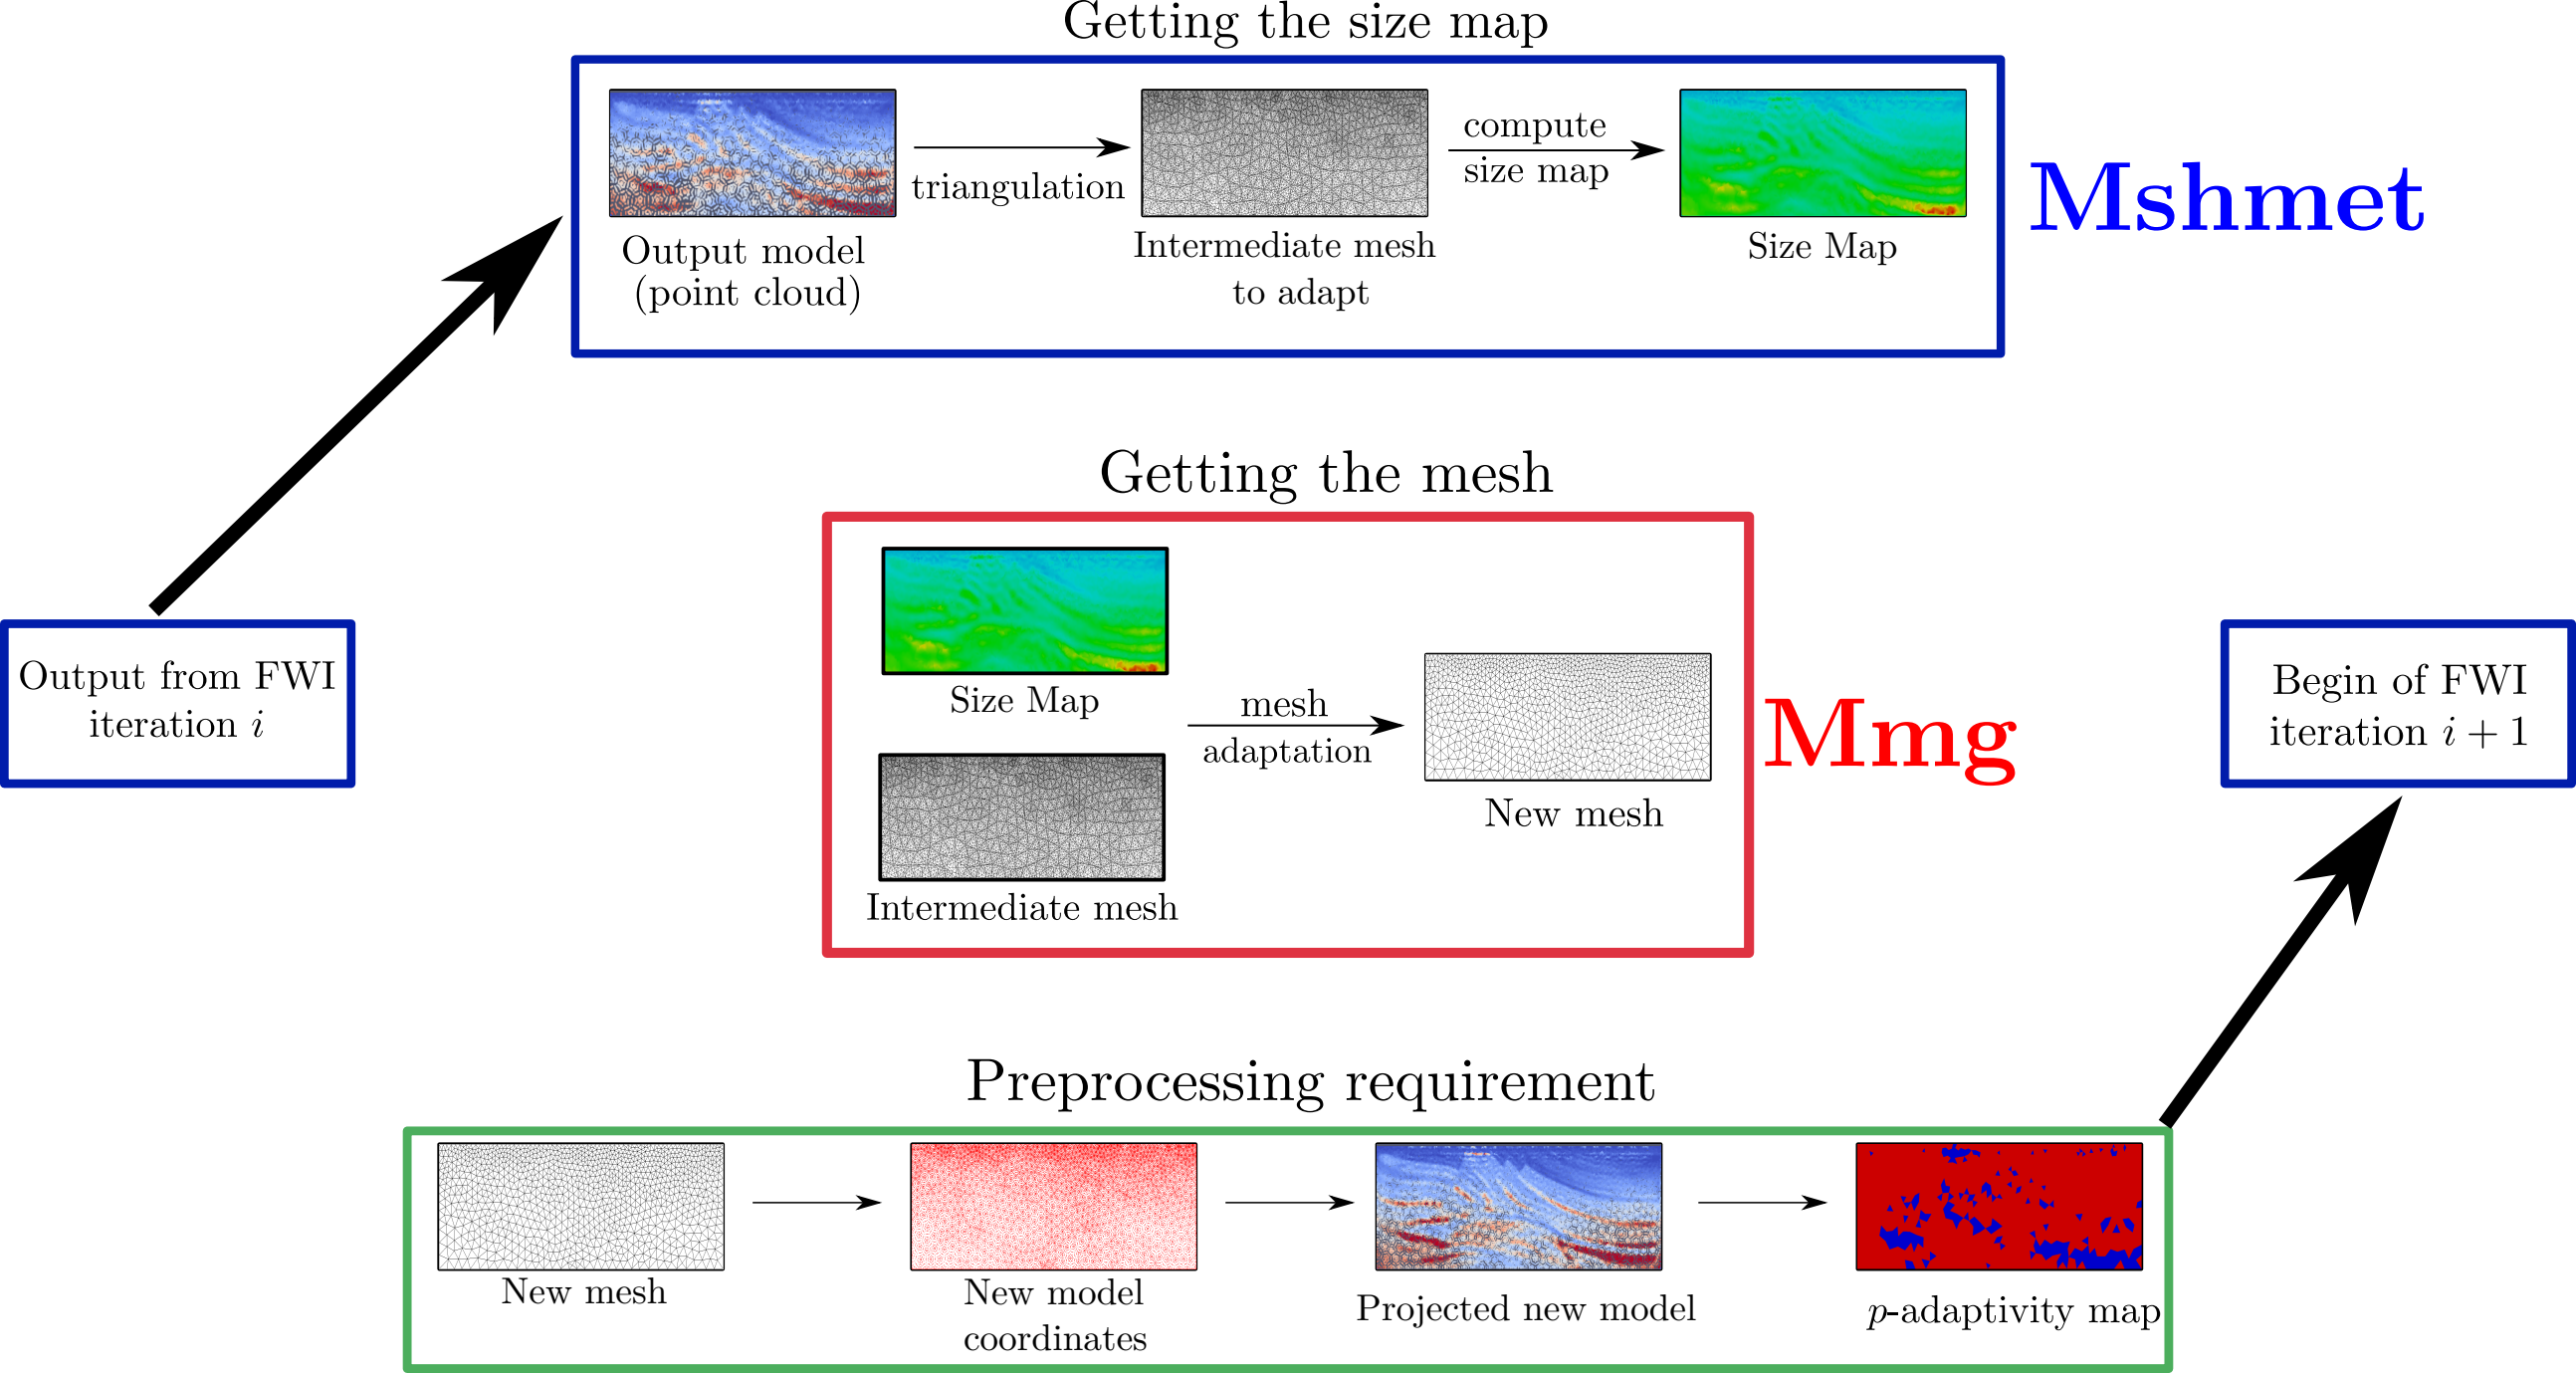 Getting the size map
triangulation
compute
size map
Output model
(point cloud)
Intermediate mesh
to adapt
Size Map
Mshmet
Getting the mesh
Size Map
mesh
adaptation
Intermediate mesh
New mesh
Mmg
Output from FWI
iteration i
Begin of FWI
iteration i + 1
Preprocessing requirement
New mesh
New model
coordinates
Projected new model
p-adaptivity map